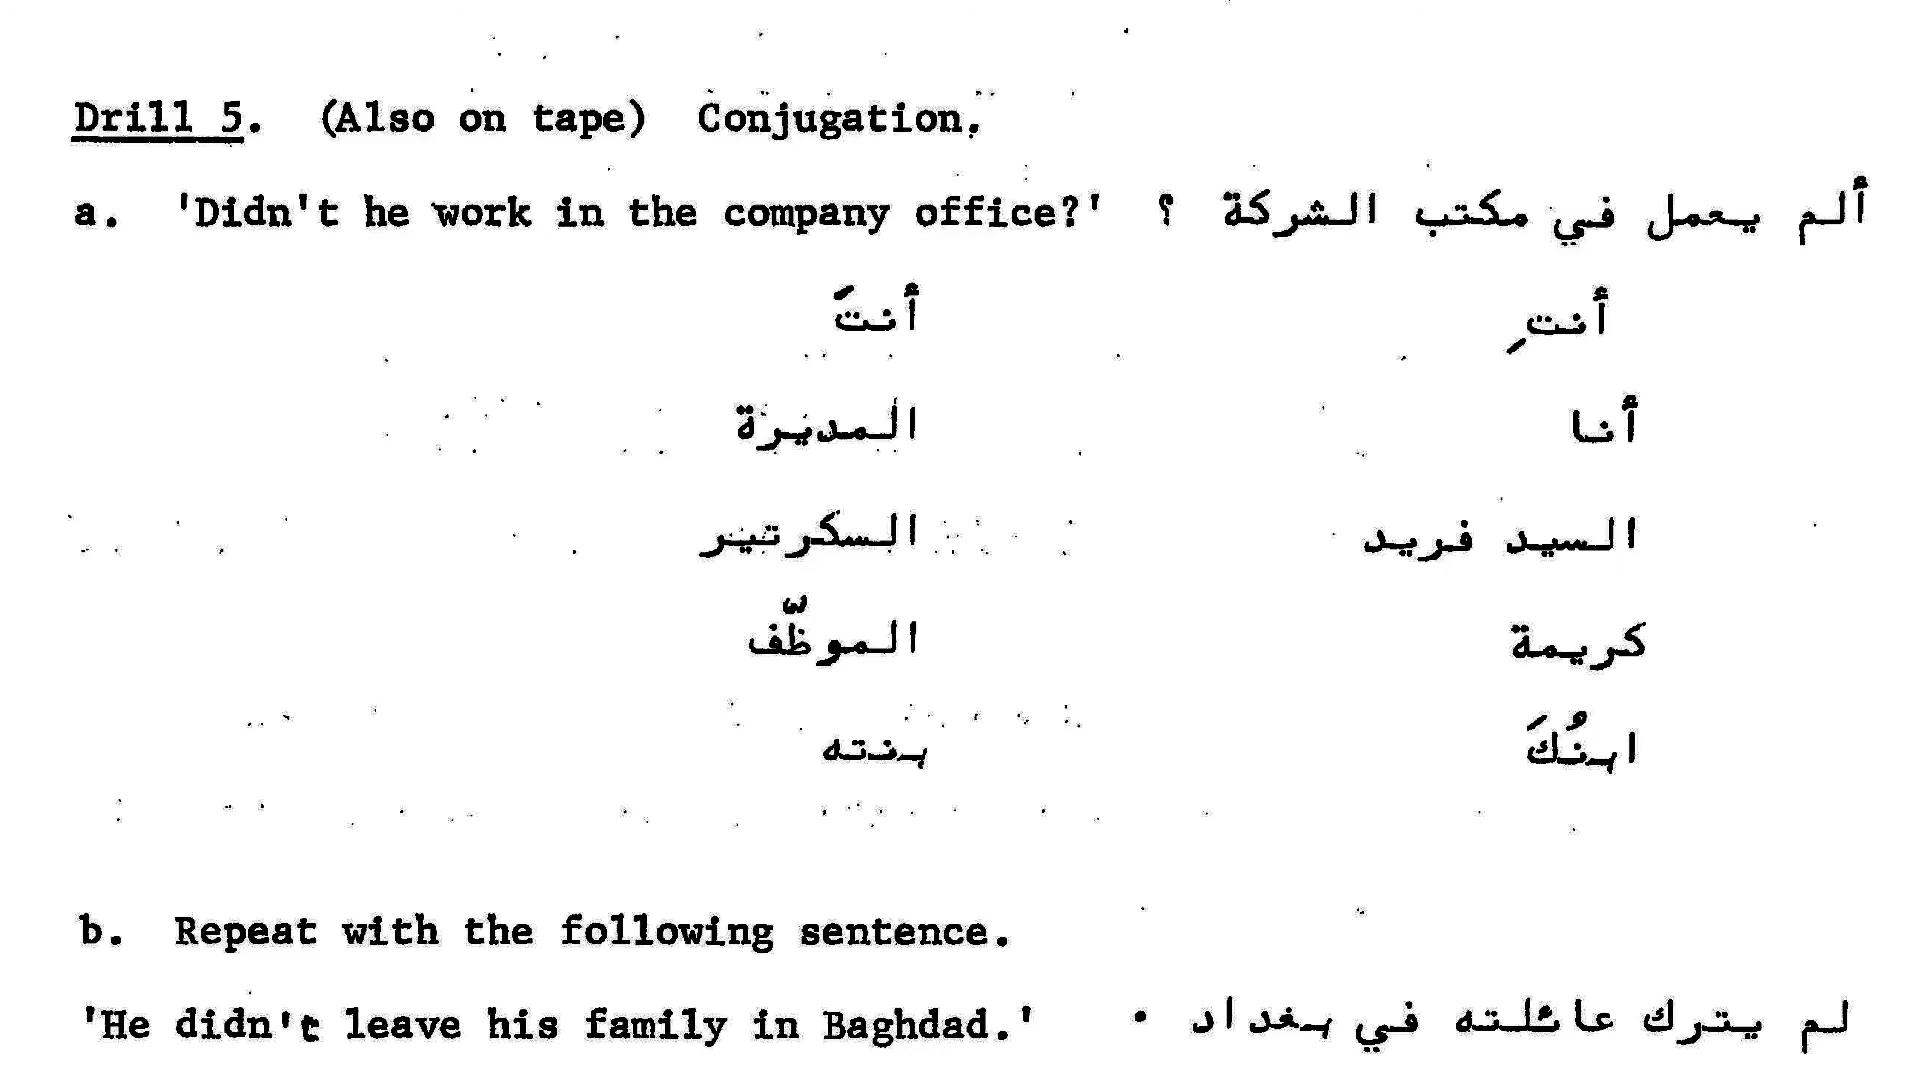 Drill 5. (Also on tape) Conjugation.
a. 'Didn't he work in the company office?' ألم يعمل في مكتب الشركة ؟
أنتِ أنتَ
أنا المديرة
السيد فريد السكرتير
كريمة الموظّف
ابنُكَ بنته
b. Repeat with the following sentence.
'He didn't leave his family in Baghdad.' لم يترك عائلته في بغداد .